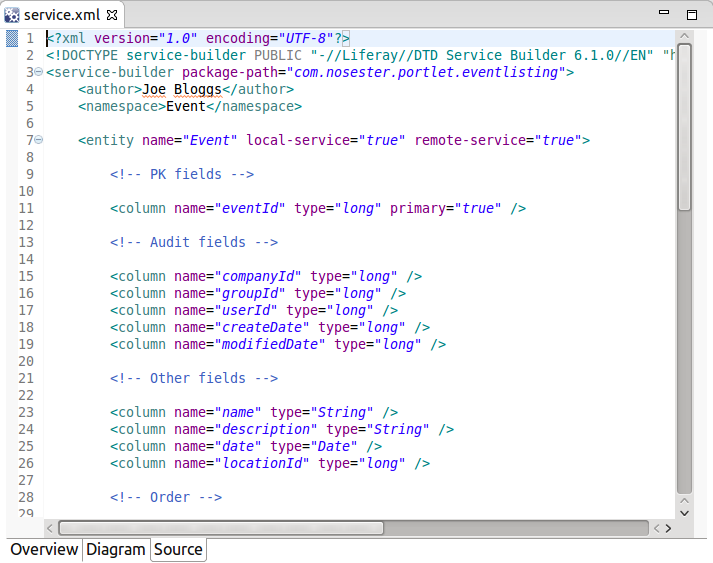 service.xml
1 <?xml version="1.0" encoding="UTF-8"?>
2 <!DOCTYPE service-builder PUBLIC "-//Liferay//DTD Service Builder 6.1.0//EN" "h
3 <service-builder package-path="com.nosester.portlet.eventlisting">
4 <author>Joe Bloggs</author>
5 <namespace>Event</namespace>
6
7 <entity name="Event" local-service="true" remote-service="true">
8
9 <!-- PK fields -->
10
11 <column name="eventId" type="long" primary="true" />
12
13 <!-- Audit fields -->
14
15 <column name="companyId" type="long" />
16 <column name="groupId" type="long" />
17 <column name="userId" type="long" />
18 <column name="createDate" type="long" />
19 <column name="modifiedDate" type="long" />
20
21 <!-- Other fields -->
22
23 <column name="name" type="String" />
24 <column name="description" type="String" />
25 <column name="date" type="Date" />
26 <column name="locationId" type="long" />
27
28 <!-- Order -->
29
Overview Diagram Source